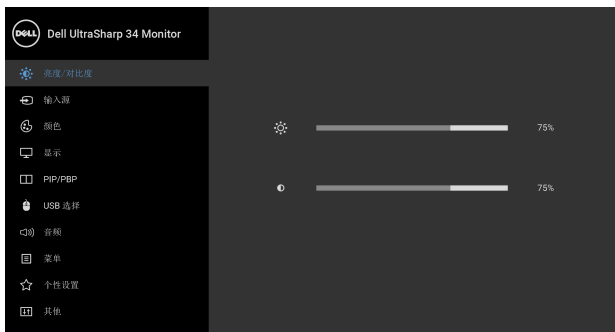 DELL Dell UltraSharp 34 Monitor
亮度/对比度
输入源
颜色
75%
显示
PIP/PBP
75%
USB 选择
音频
菜单
个性设置
其他